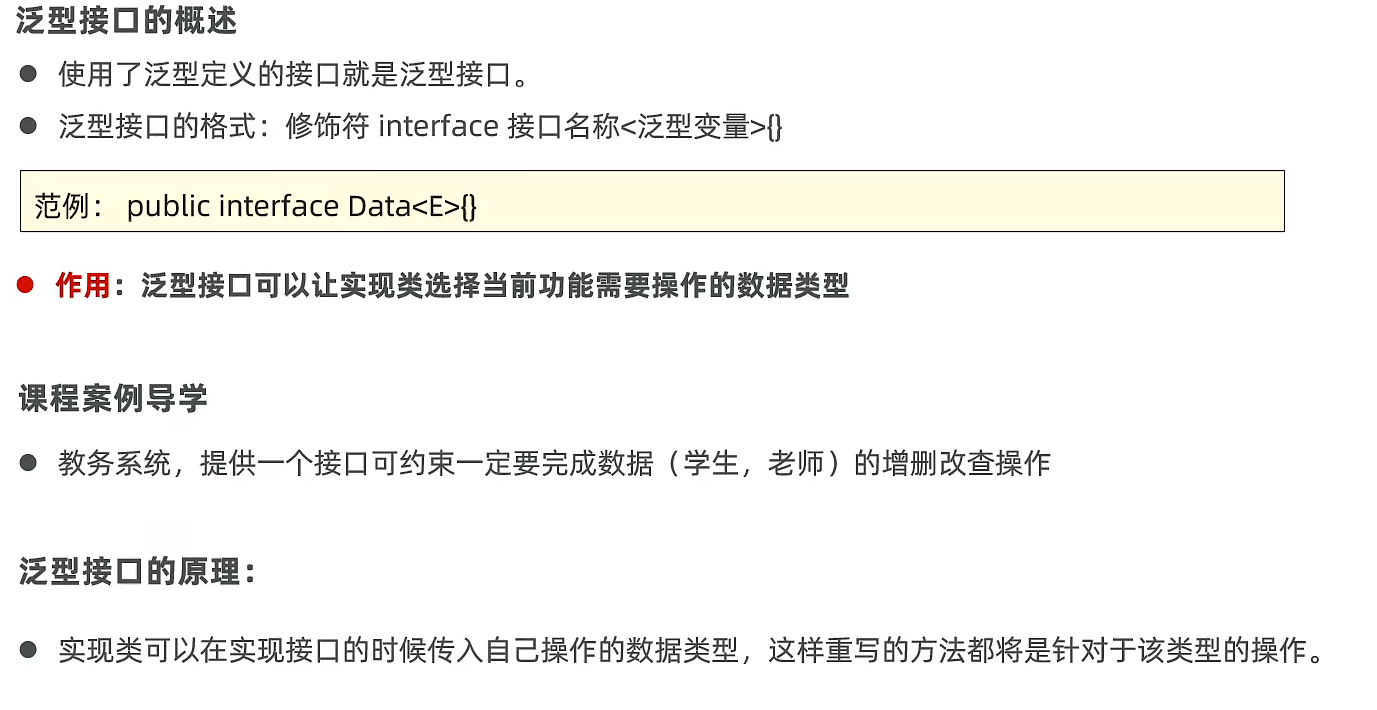 泛型接口的概述
● 使用了泛型定义的接口就是泛型接口。
● 泛型接口的格式：修饰符 interface 接口名称<泛型变量>{}
范例： public interface Data<E>{}
● 作用：泛型接口可以让实现类选择当前功能需要操作的数据类型
课程案例导学
● 教务系统，提供一个接口可约束一定要完成数据（学生，老师）的增删改查操作
泛型接口的原理：
● 实现类可以在实现接口的时候传入自己操作的数据类型，这样重写的方法都将是针对于该类型的操作。